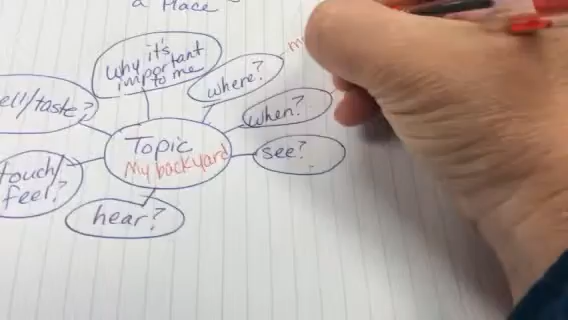 a Place
why it's
important
to me
where?
m
ell/taste?
when?
Topic
My backyard
see?
touch/
feel?
hear?